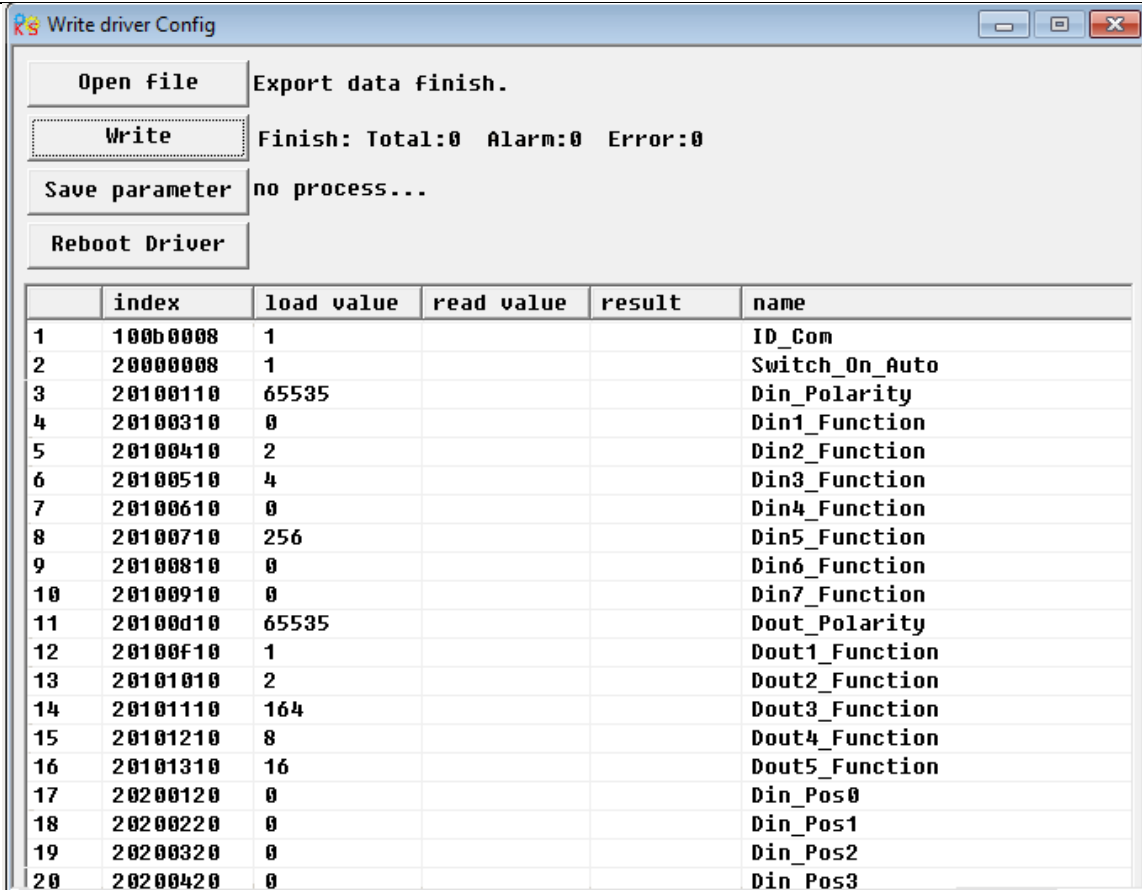 Write driver Config
Open file Export data finish.
Write Finish: Total:0 Alarm:0 Error:0
Save parameter no process...
Reboot Driver
index load value read value result name
1 100b0008 1 ID_Com
2 20000008 1 Switch_On_Auto
3 20100110 65535 Din_Polarity
4 20100310 0 Din1_Function
5 20100410 2 Din2_Function
6 20100510 4 Din3_Function
7 20100610 0 Din4_Function
8 20100710 256 Din5_Function
9 20100810 0 Din6_Function
10 20100910 0 Din7_Function
11 20100d10 65535 Dout_Polarity
12 20100f10 1 Dout1_Function
13 20101010 2 Dout2_Function
14 20101110 164 Dout3_Function
15 20101210 8 Dout4_Function
16 20101310 16 Dout5_Function
17 20200120 0 Din_Pos0
18 20200220 0 Din_Pos1
19 20200320 0 Din_Pos2
20 20200420 0 Din_Pos3